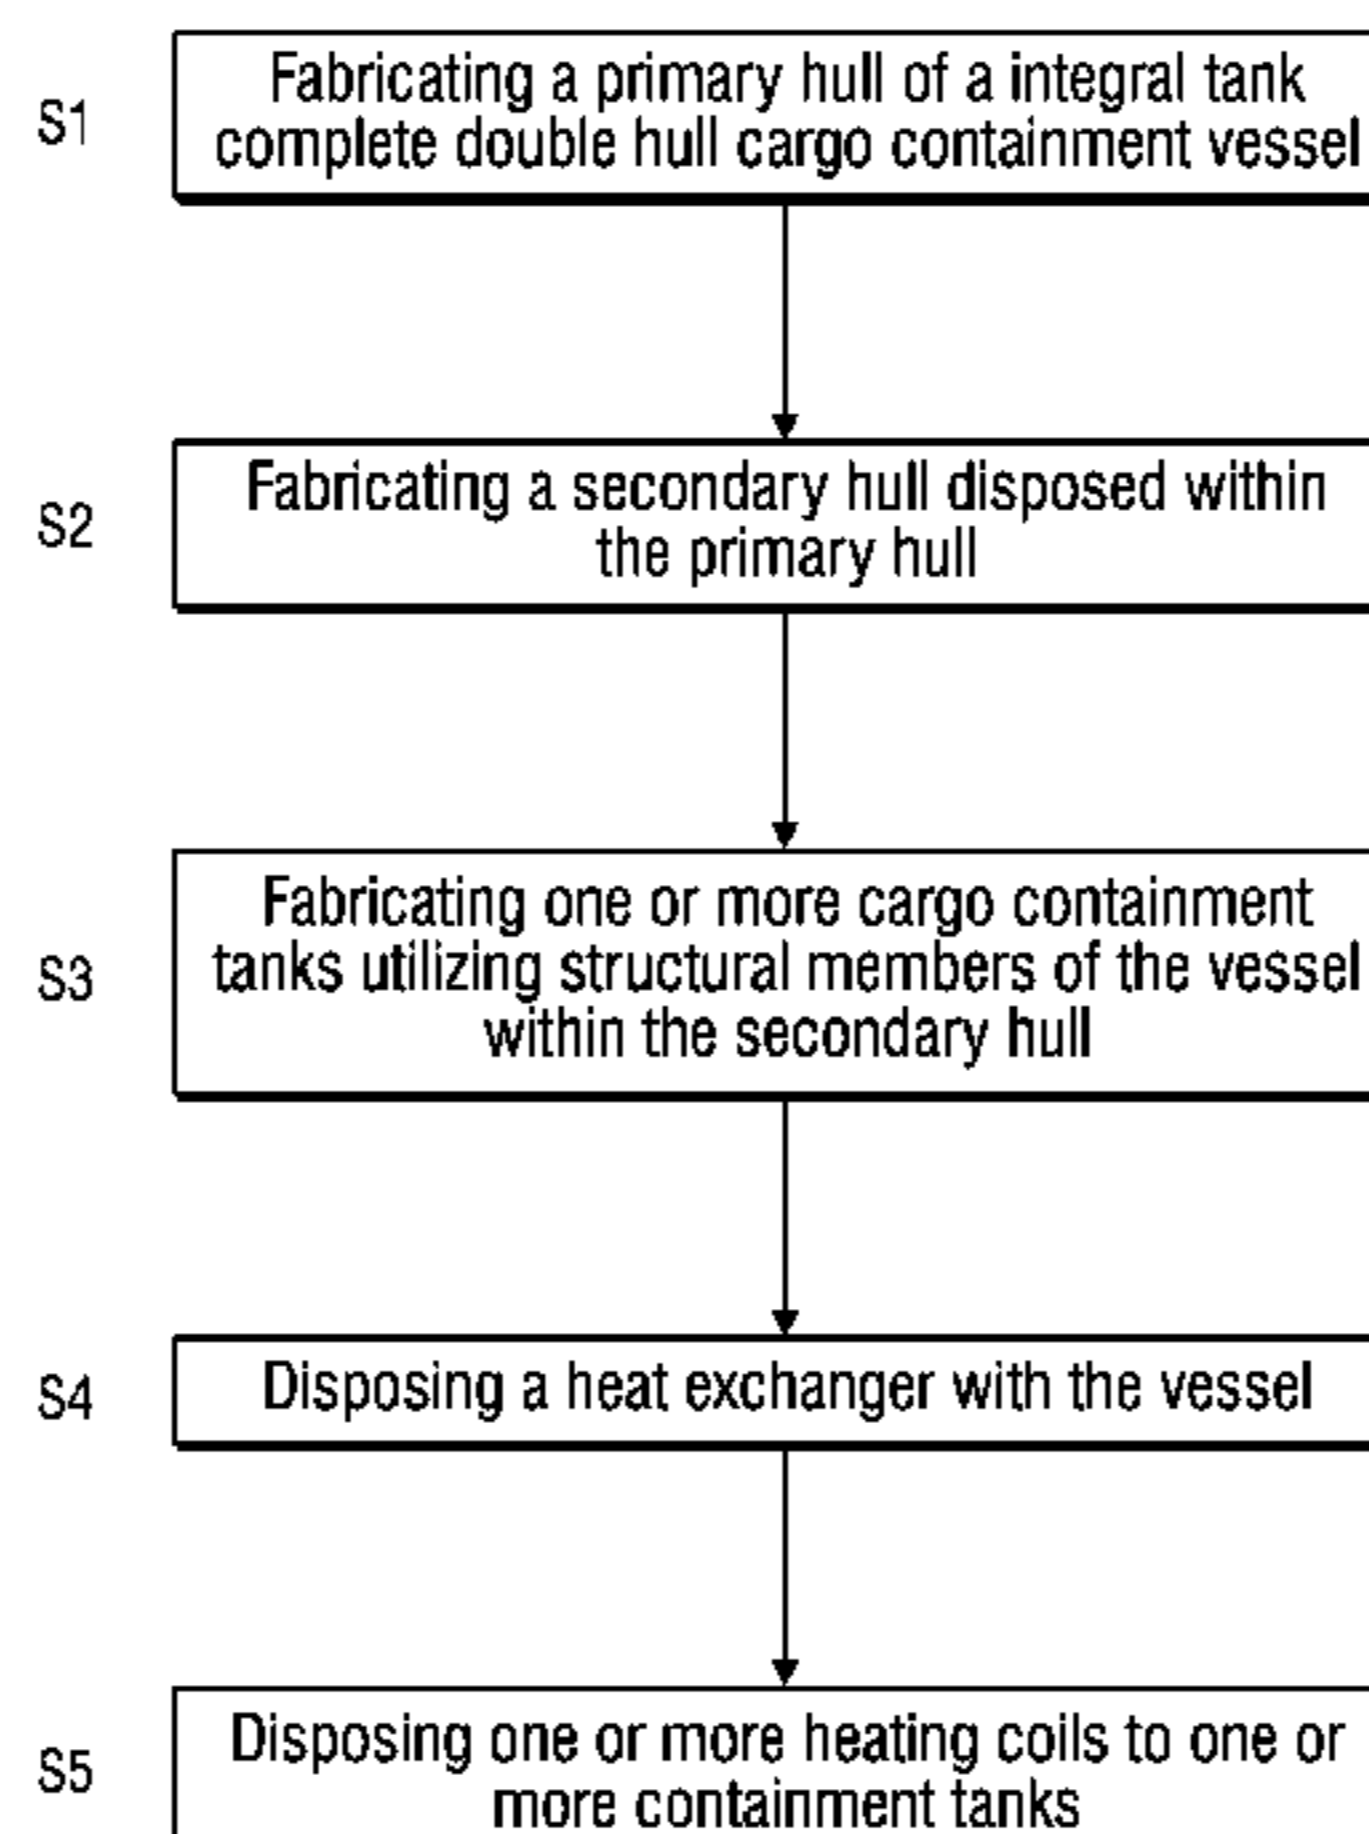 S1
Fabricating a primary hull of a integral tank
complete double hull cargo containment vessel
S2
Fabricating a secondary hull disposed within
the primary hull
S3
Fabricating one or more cargo containment
tanks utilizing structural members of the vessel
within the secondary hull
S4
Disposing a heat exchanger with the vessel
S5
Disposing one or more heating coils to one or
more containment tanks